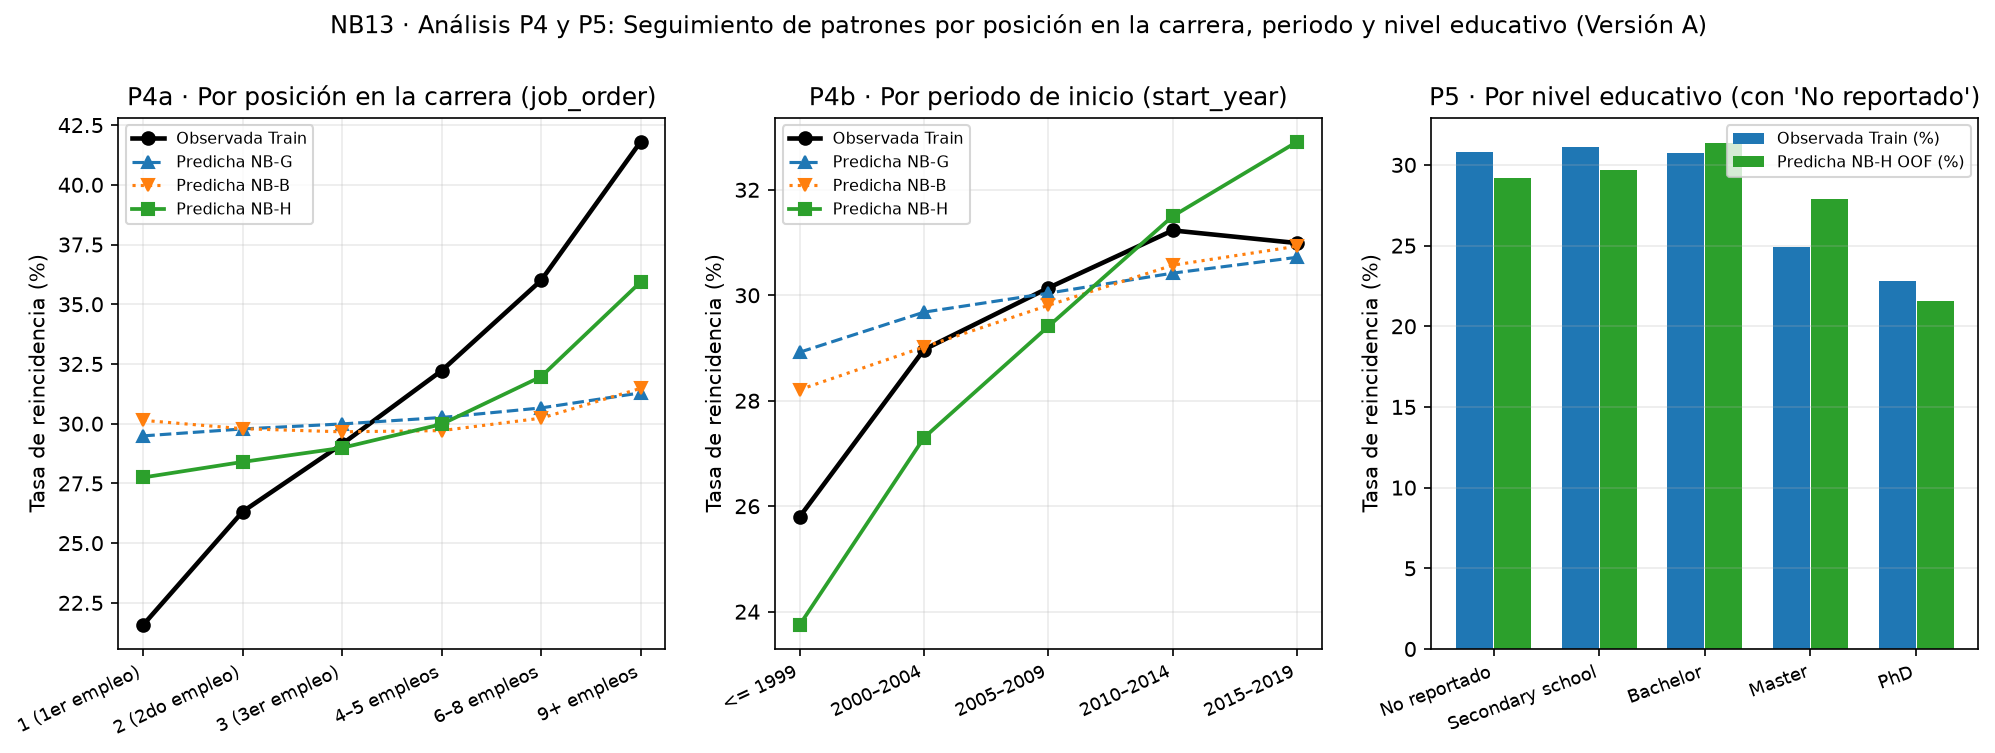 NB13 · Análisis P4 y P5: Seguimiento de patrones por posición en la carrera, periodo y nivel educativo (Versión A)
P4a · Por posición en la carrera (job_order)
Tasa de reincidencia (%)
42.5
40.0
37.5
35.0
32.5
30.0
27.5
25.0
22.5
Observada Train
Predicha NB-G
Predicha NB-B
Predicha NB-H
1 (1er empleo)
2 (2do empleo)
3 (3er empleo)
4–5 empleos
6–8 empleos
9+ empleos
P4b · Por periodo de inicio (start_year)
Tasa de reincidencia (%)
32
30
28
26
24
Observada Train
Predicha NB-G
Predicha NB-B
Predicha NB-H
<= 1999
2000–2004
2005–2009
2010–2014
2015–2019
P5 · Por nivel educativo (con 'No reportado')
Tasa de reincidencia (%)
30
25
20
15
10
5
0
Observada Train (%)
Predicha NB-H OOF (%)
No reportado
Secondary school
Bachelor
Master
PhD